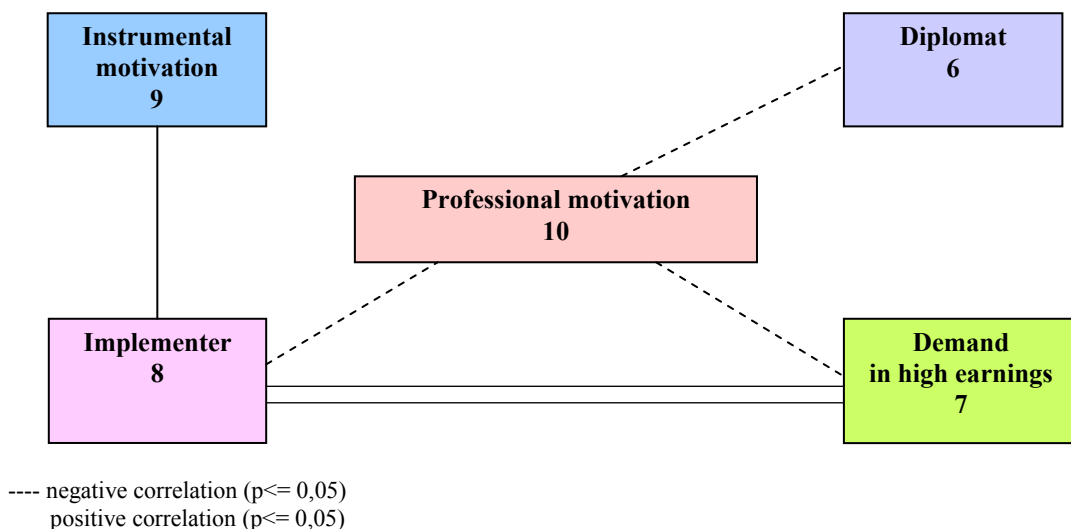 Instrumental
motivation
9
Diplomat
6
Professional motivation
10
Implementer
8
Demand
in high earnings
7
---- negative correlation (p<= 0,05)
positive correlation (p<= 0,05)